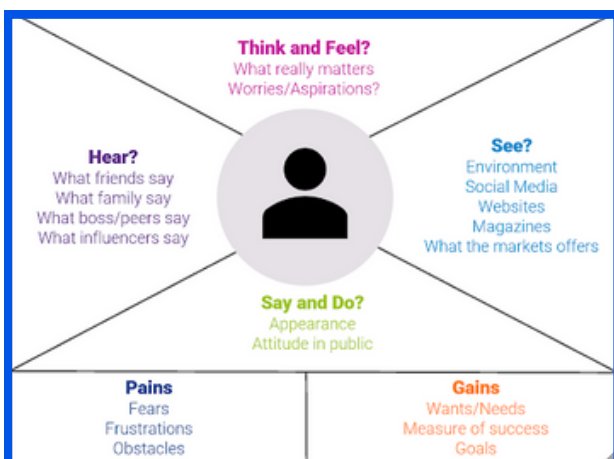 Think and Feel?
What really matters
Worries/Aspirations?
Hear?
What friends say
What family say
What boss/peers say
What influencers say
See?
Environment
Social Media
Websites
Magazines
What the markets offers
Say and Do?
Appearance
Attitude in public
Pains
Fears
Frustrations
Obstacles
Gains
Wants/Needs
Measure of success
Goals